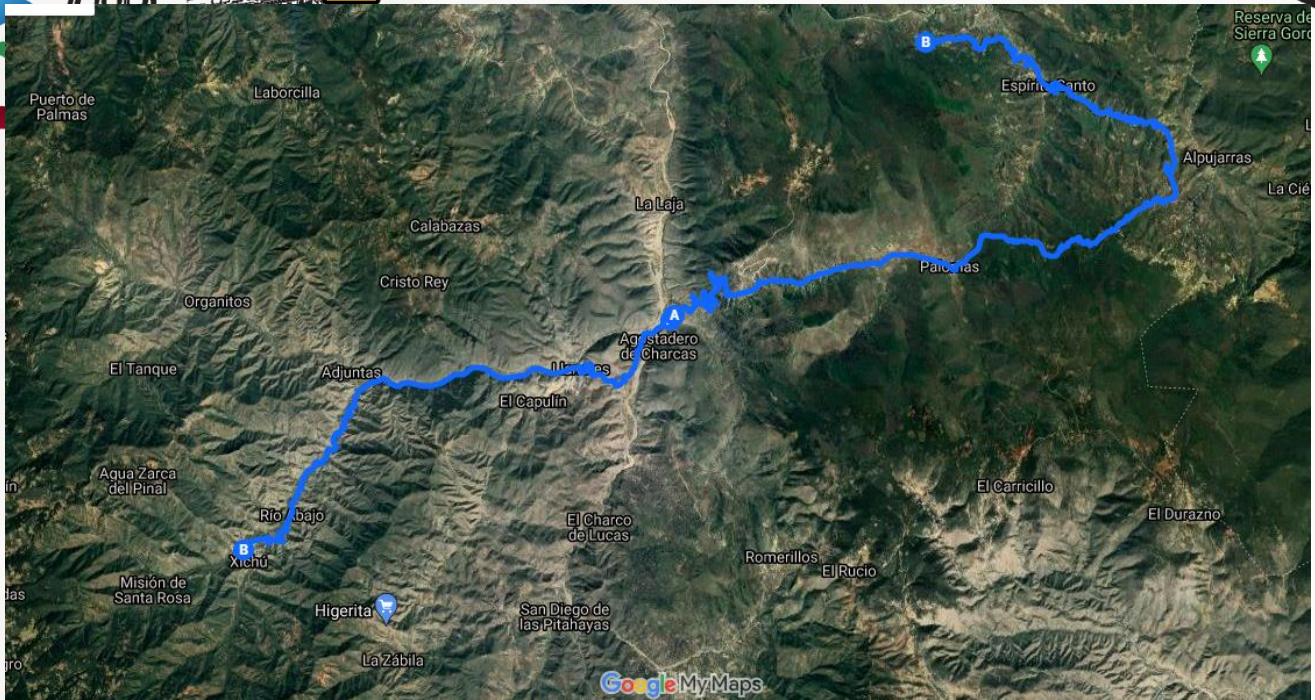 Reserva de
Sierra Gord
B
Laborcilla
Puerto de
Palmas
Espíritu Santo
Alpujarras
La Cié
La Laja
Calabazas
Palomas
Cristo Rey
Organitos
A
Agostadero
de Charcas
El Tanque
Adjuntas
El Capulín
Agua Zarca
del Pinal
El Carricillo
Río Abajo
El Charco
de Lucas
El Durazno
B
Xichú
Romerillos
El Rucio
Misión de
Santa Rosa
Higerita
San Diego de
las Pitahayas
La Zábila
Google My Maps